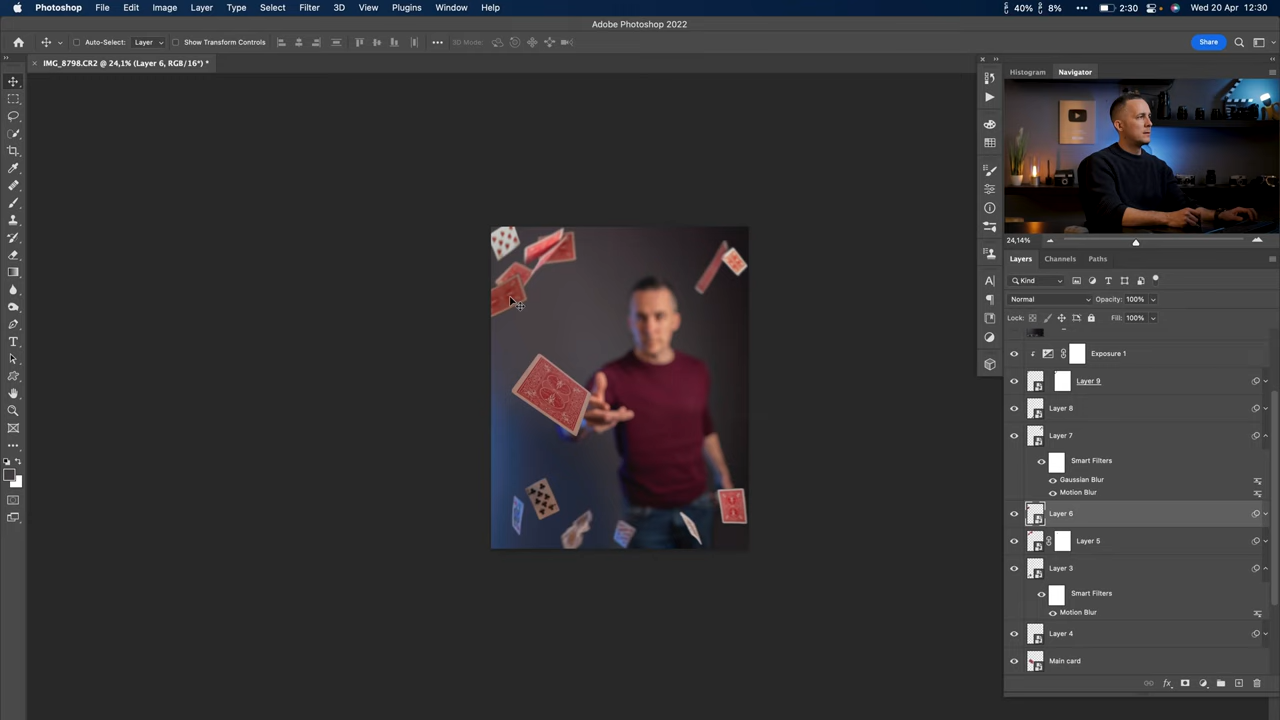 Photoshop File Edit Image Layer Type Select Filter 3D View Plugins Window Help 40% 8% 2:30 Wed 20 Apr 12:30
Adobe Photoshop 2022
Auto-Select: Layer Show Transform Controls 3D Mode: Share
IMG_8798.CR2 @ 24,1% (Layer 6, RGB/16*) *
Histogram Navigator
24,14%
Layers Channels Paths
Kind
Normal Opacity: 100%
Lock: Fill: 100%
Exposure 1
Layer 9
Layer 8
Layer 7
Smart Filters
Gaussian Blur
Motion Blur
Layer 6
Layer 5
Layer 3
Smart Filters
Motion Blur
Layer 4
Main card